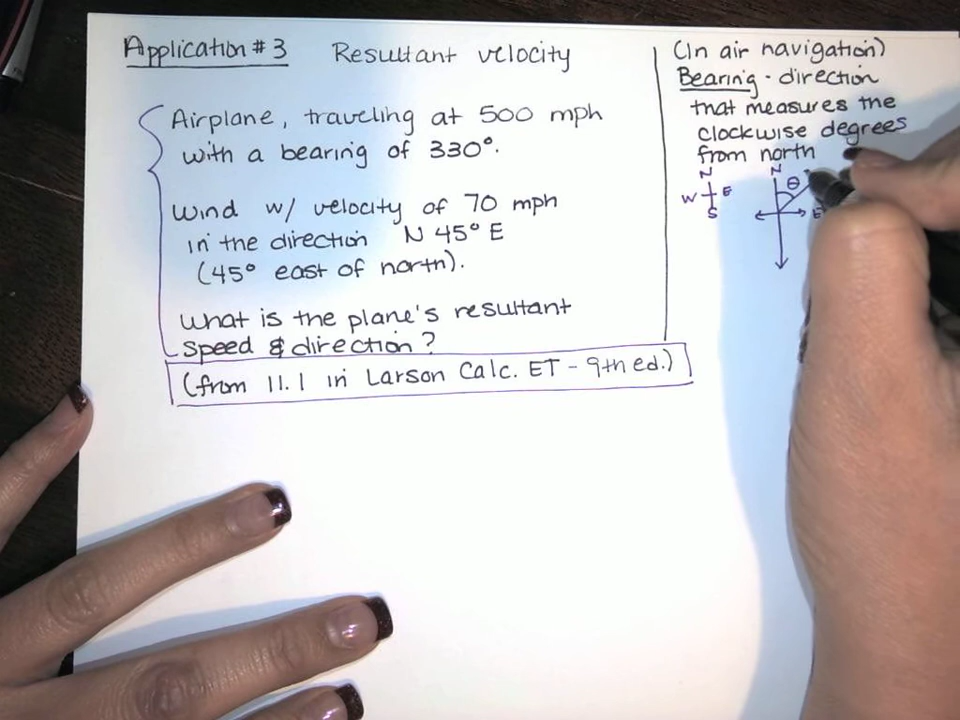 Application #3 Resultant velocity
Airplane, traveling at 500 mph
with a bearing of 330°.
Wind w/ velocity of 70 mph
in the direction N 45° E
(45° east of north).
What is the plane's resultant
speed & direction?
(from 11.1 in Larson Calc. ET - 9th ed.)
(In air navigation)
Bearing - direction
that measures the
clockwise degrees
from north
N
W E
S
N
θ
E